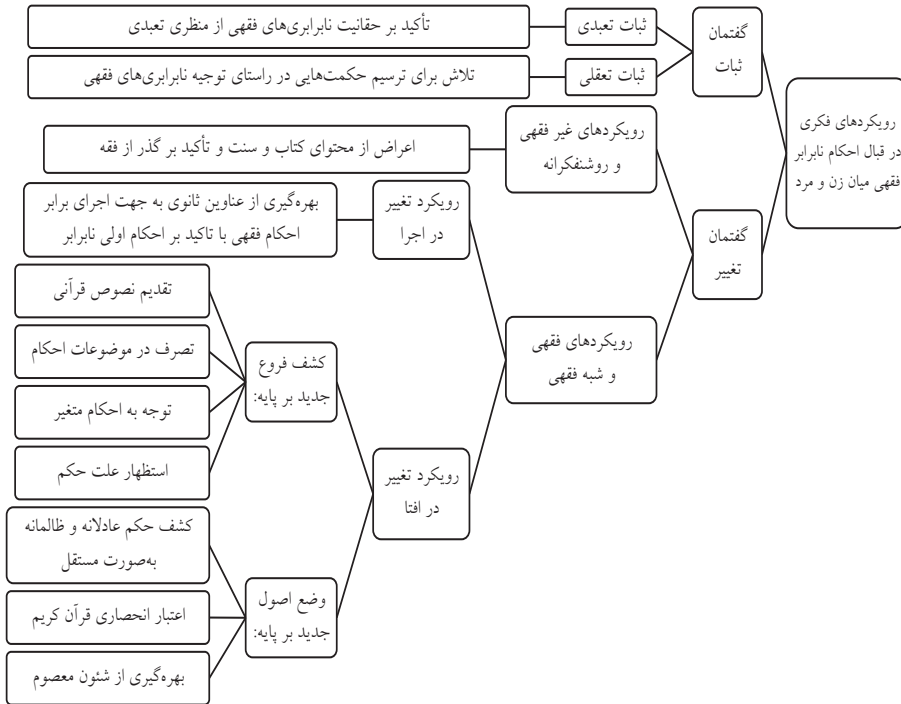 رویکردهای فکری
در قبال احکام نابرابر
فقهی میان زن و مرد
گفتمان
ثبات
ثبات تعبدی
تأکید بر حقانیت نابرابری‌های فقهی از منظری تعبدی
ثبات تعقلی
تلاش برای ترسیم حکمت‌هایی در راستای توجیه نابرابری‌های فقهی
گفتمان
تغییر
رویکردهای غیر فقهی
و روشنفکرانه
اعراض از محتوای کتاب و سنت و تأکید بر گذر از فقه
رویکردهای فقهی
و شبه فقهی
رویکرد تغییر
در اجرا
بهره‌گیری از عناوین ثانوی به جهت اجرای برابر
احکام فقهی با تاکید بر احکام اولی نابرابر
رویکرد تغییر
در افتا
کشف فروع
جدید بر پایه:
تقدیم نصوص قرآنی
تصرف در موضوعات احکام
توجه به احکام متغیر
استظهار علت حکم
وضع اصول
جدید بر پایه:
کشف حکم عادلانه و ظالمانه
به‌صورت مستقل
اعتبار انحصاری قرآن کریم
بهره‌گیری از شئون معصوم